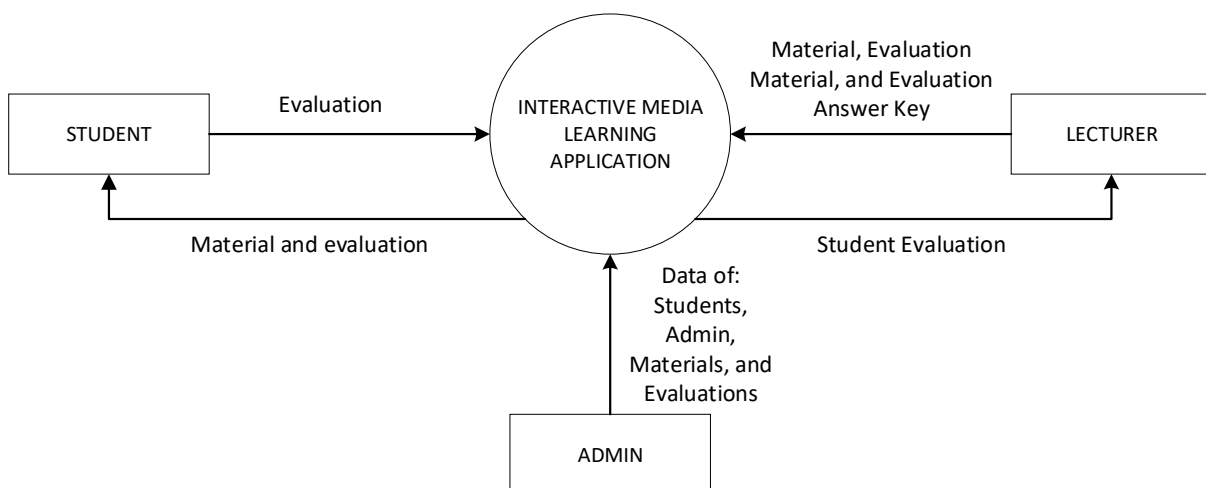 Material, Evaluation
Material, and Evaluation
Answer Key
Evaluation
INTERACTIVE MEDIA
LEARNING
APPLICATION
STUDENT
LECTURER
Material and evaluation
Student Evaluation
Data of:
Students,
Admin,
Materials, and
Evaluations
ADMIN